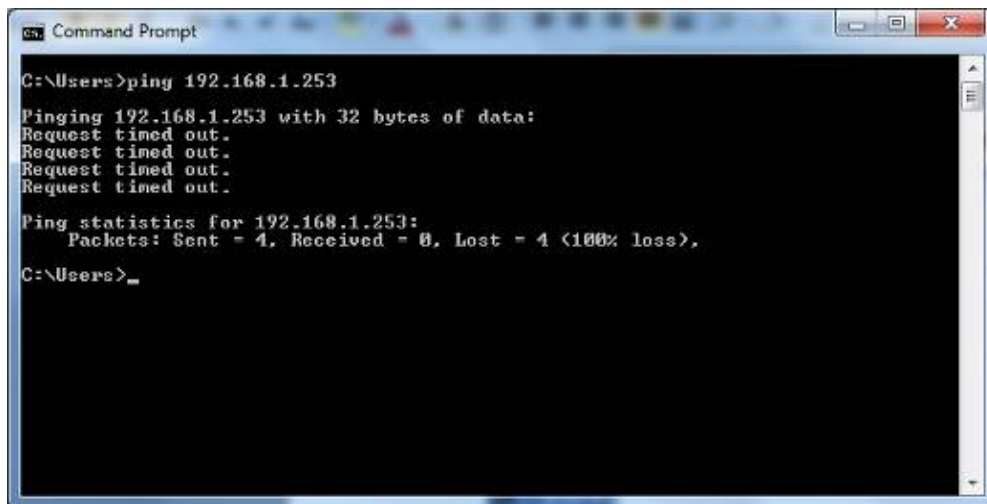 Command Prompt
C:\Users>ping 192.168.1.253
Pinging 192.168.1.253 with 32 bytes of data:
Request timed out.
Request timed out.
Request timed out.
Request timed out.
Ping statistics for 192.168.1.253:
Packets: Sent = 4, Received = 0, Lost = 4 (100% loss),
C:\Users>_